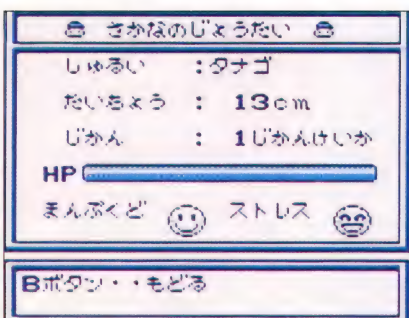 さかなのじょうたい
しゅるい :タナゴ
たいちょう : 13cm
じかん : 1じかんけいか
HP
まんぷくど ストレス
Bボタン・・もどる